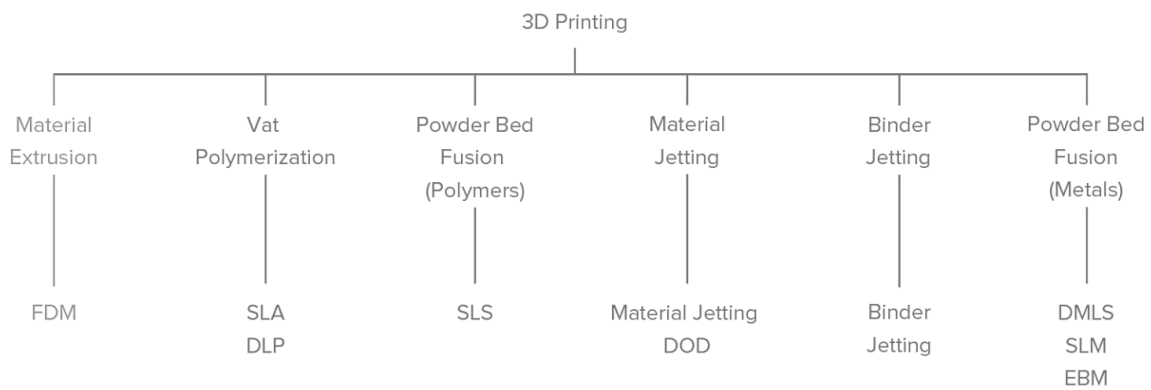 3D Printing
Material
Extrusion
Vat
Polymerization
Powder Bed
Fusion
(Polymers)
Material
Jetting
Binder
Jetting
Powder Bed
Fusion
(Metals)
FDM
SLA
DLP
SLS
Material Jetting
DOD
Binder
Jetting
DMLS
SLM
EBM